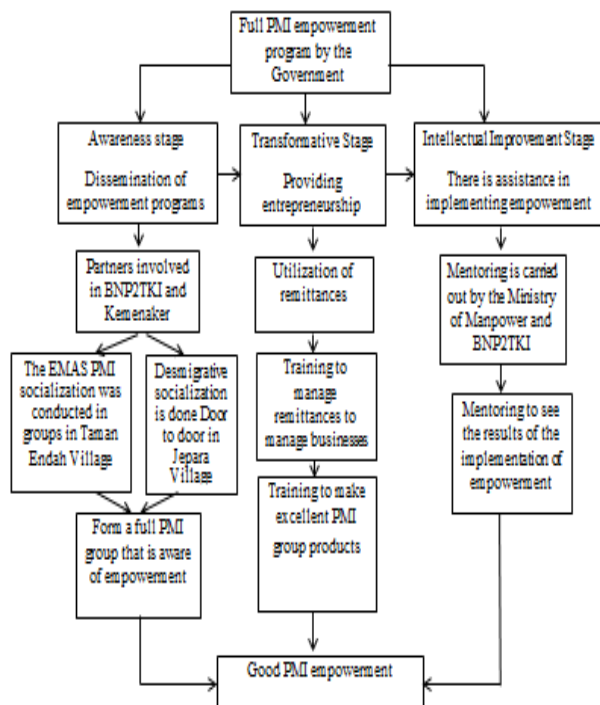 Full PMI empowerment
program by the
Government
Awareness stage
Dissemination of
empowerment programs
Transformative Stage
Providing
entrepreneurship
Intellectual Improvement Stage
There is assistance in
implementing empowerment
Partners involved
in BNP2TKI and
Kemenaker
Utilization of
remittances
Mentoring is carried
out by the Ministry
of Manpower and
BNP2TKI
The EMAS PMI
socialization was
conducted in
groups in Taman
Endah Village
Desmigrative
socialization
is done Door
to door in
Jepara
Village
Training to
manage
remittances to
manage businesses
Mentoring to see
the results of the
implementation of
empowerment
Form a full PMI
group that is aware
of empowerment
Training to make
excellent PMI
group products
Good PMI empowerment